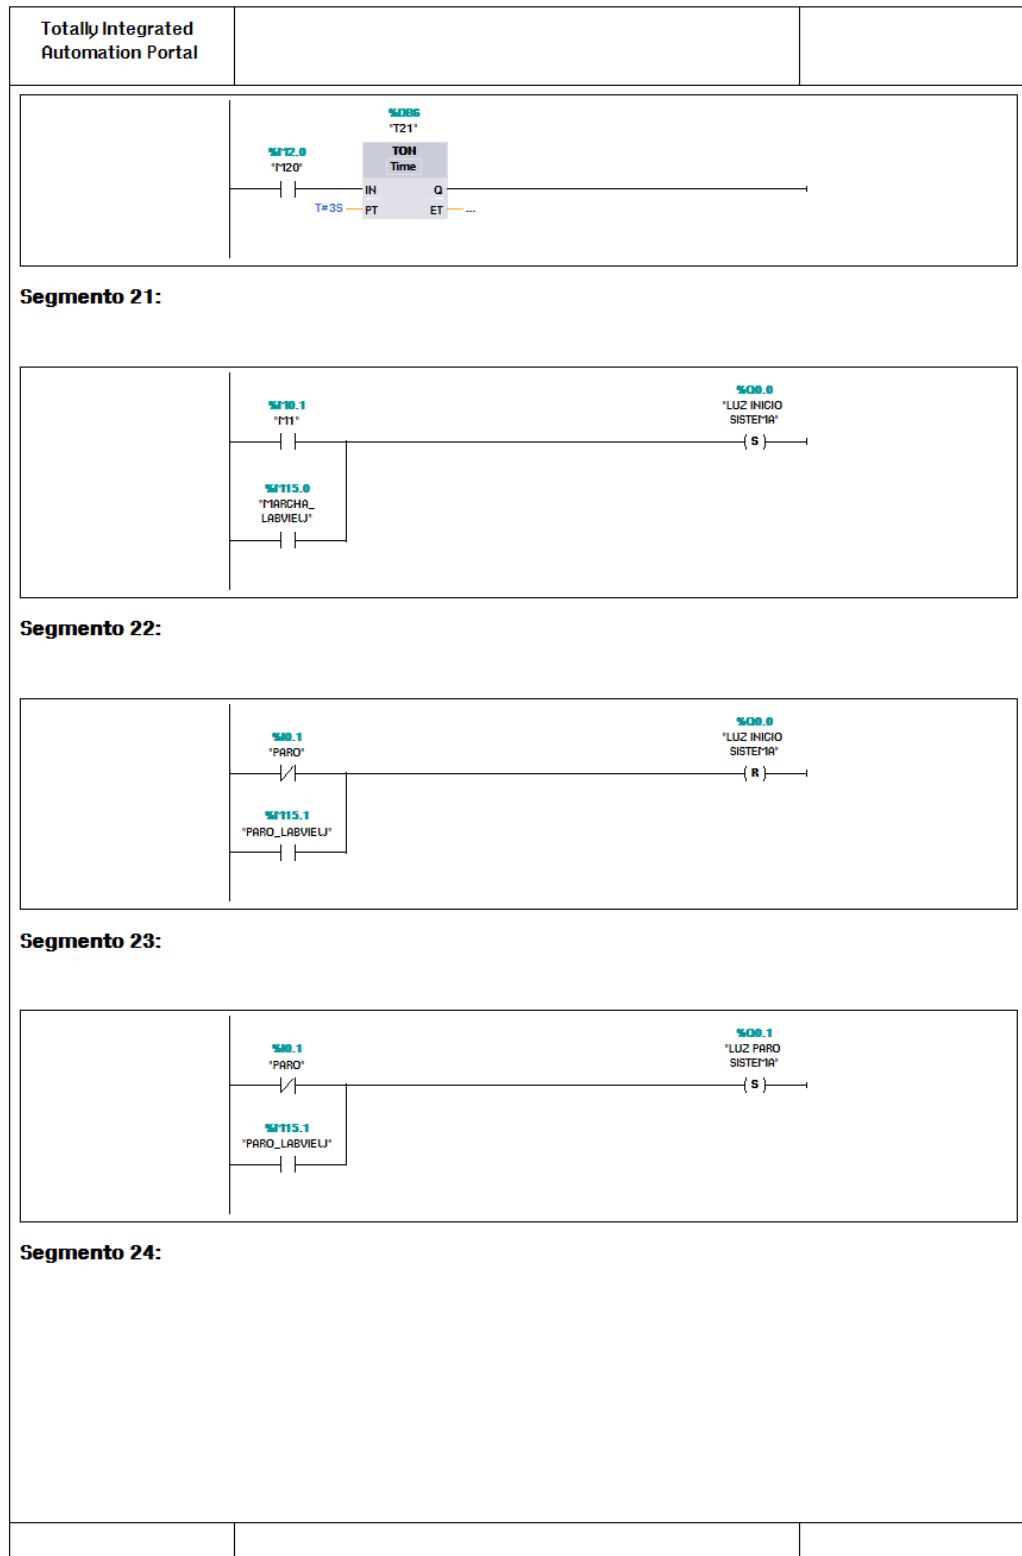 Totally Integrated
Automation Portal
%DB6
"T21"
%M2.0
"M20"
TON
Time
IN Q
T#3S PT ET ...
Segmento 21:
%M0.1
"M1"
%Q0.0
"LUZ INICIO
SISTEMA"
S
%M15.0
"MARCHA_
LABVIEW"
Segmento 22:
%I0.1
"PARO"
%Q0.0
"LUZ INICIO
SISTEMA"
R
%M15.1
"PARO_LABVIEW"
Segmento 23:
%I0.1
"PARO"
%Q0.1
"LUZ PARO
SISTEMA"
S
%M15.1
"PARO_LABVIEW"
Segmento 24: